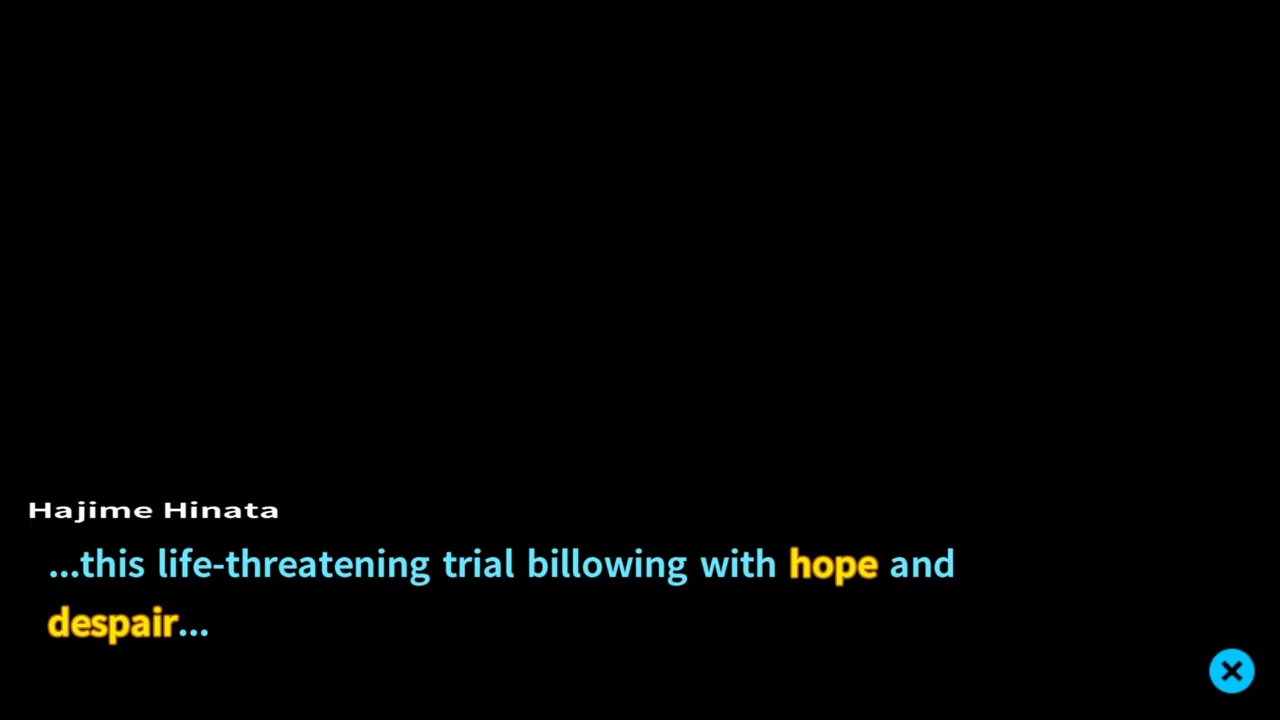 Hajime Hinata
...this life-threatening trial billowing with hope and
despair...